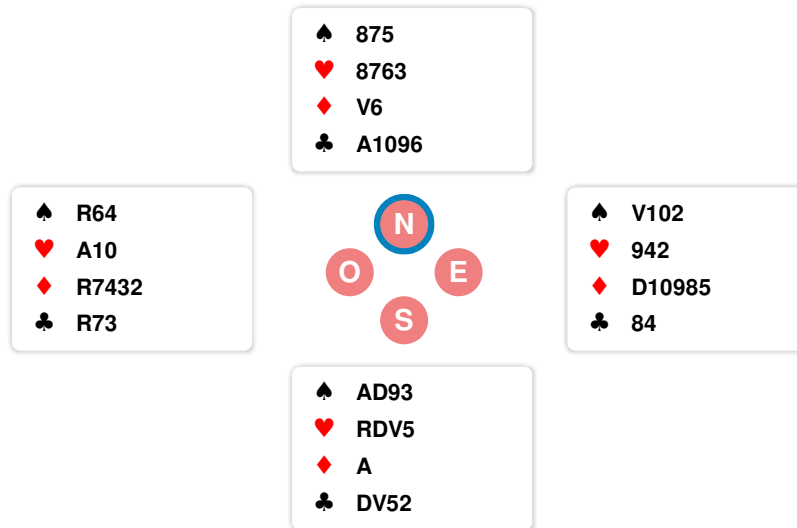 ♠ 875
♥ 8763
♦ V6
♣ A1096
♠ R64
♥ A10
♦ R7432
♣ R73
N
O
E
S
♠ V102
♥ 942
♦ D10985
♣ 84
♠ AD93
♥ RDV5
♦ A
♣ DV52